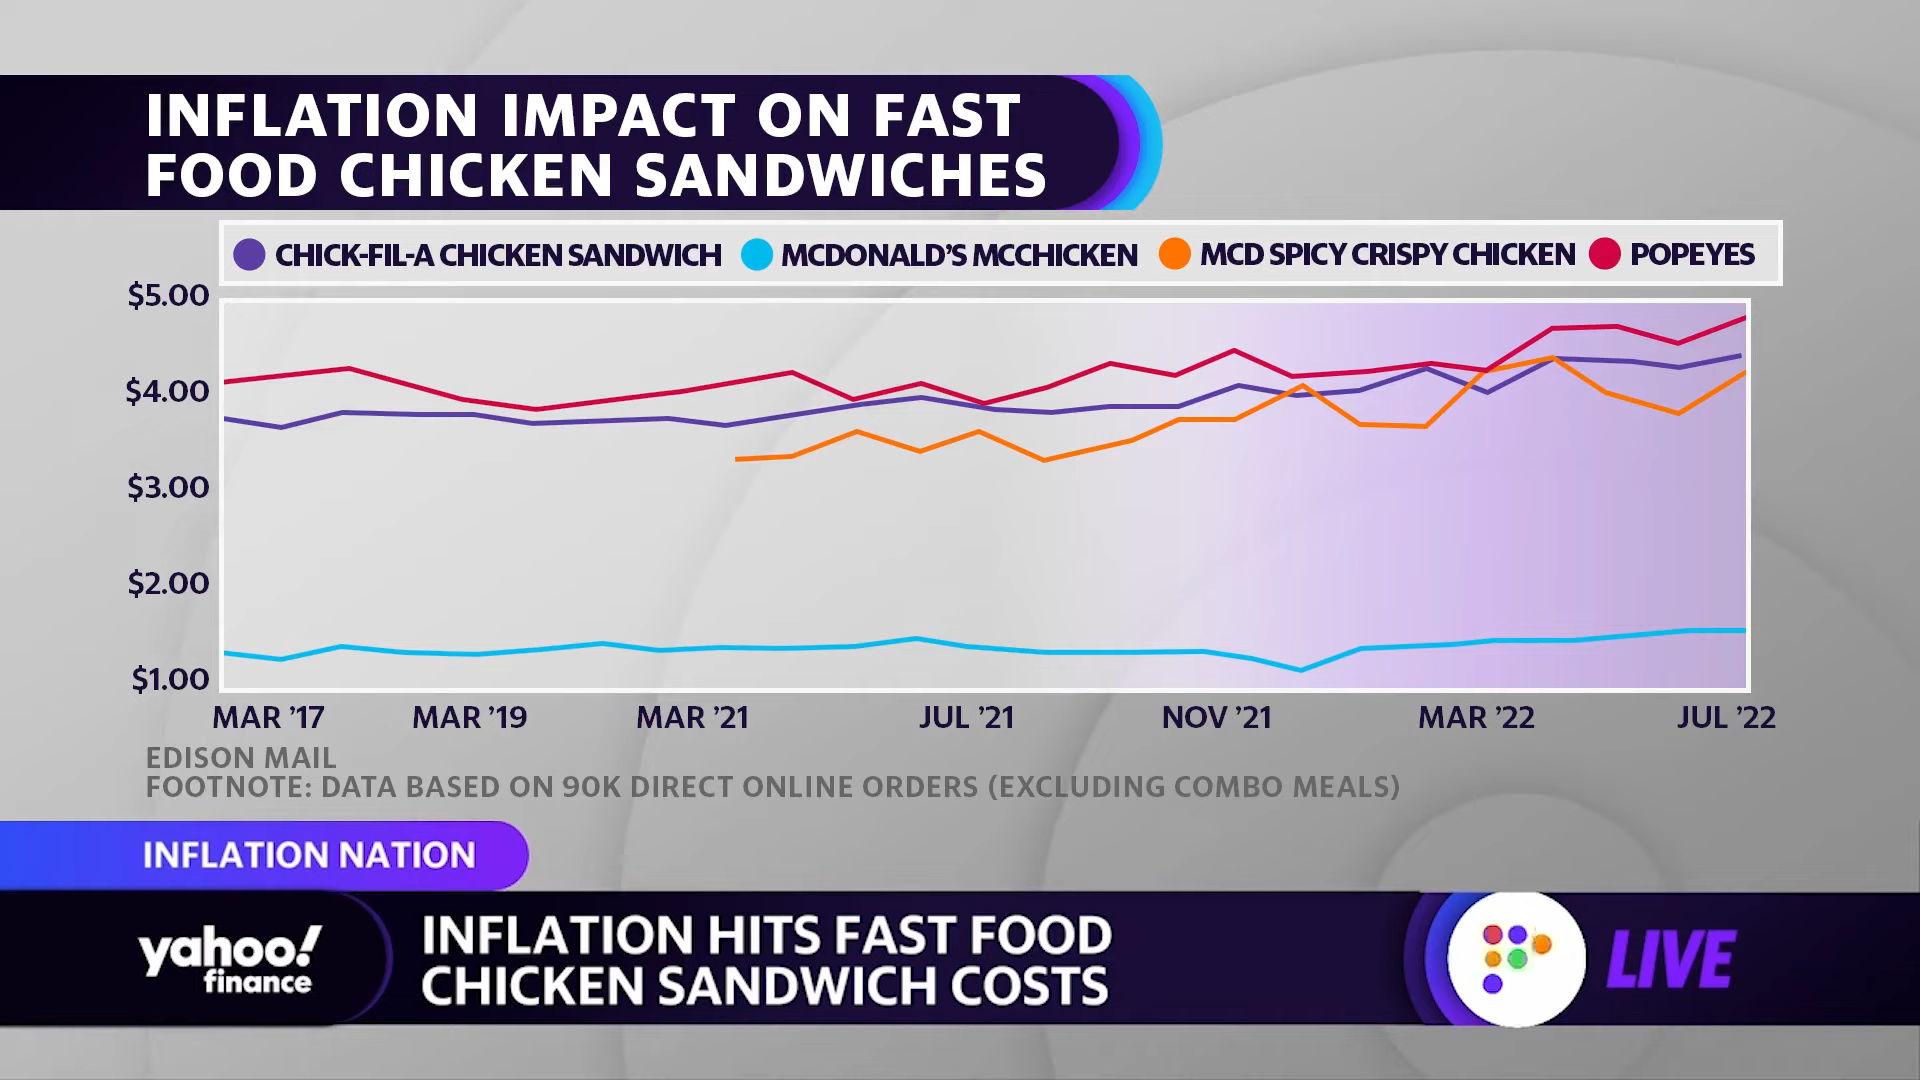 INFLATION IMPACT ON FAST
FOOD CHICKEN SANDWICHES
CHICK-FIL-A CHICKEN SANDWICH MCDONALD'S MCCHICKEN MCD SPICY CRISPY CHICKEN POPEYES
$5.00
$4.00
$3.00
$2.00
$1.00
MAR ’17 MAR ’19 MAR ’21 JUL ’21 NOV ’21 MAR ’22 JUL ’22
EDISON MAIL
FOOTNOTE: DATA BASED ON 90K DIRECT ONLINE ORDERS (EXCLUDING COMBO MEALS)
INFLATION NATION
yahoo!
finance
INFLATION HITS FAST FOOD
CHICKEN SANDWICH COSTS
LIVE